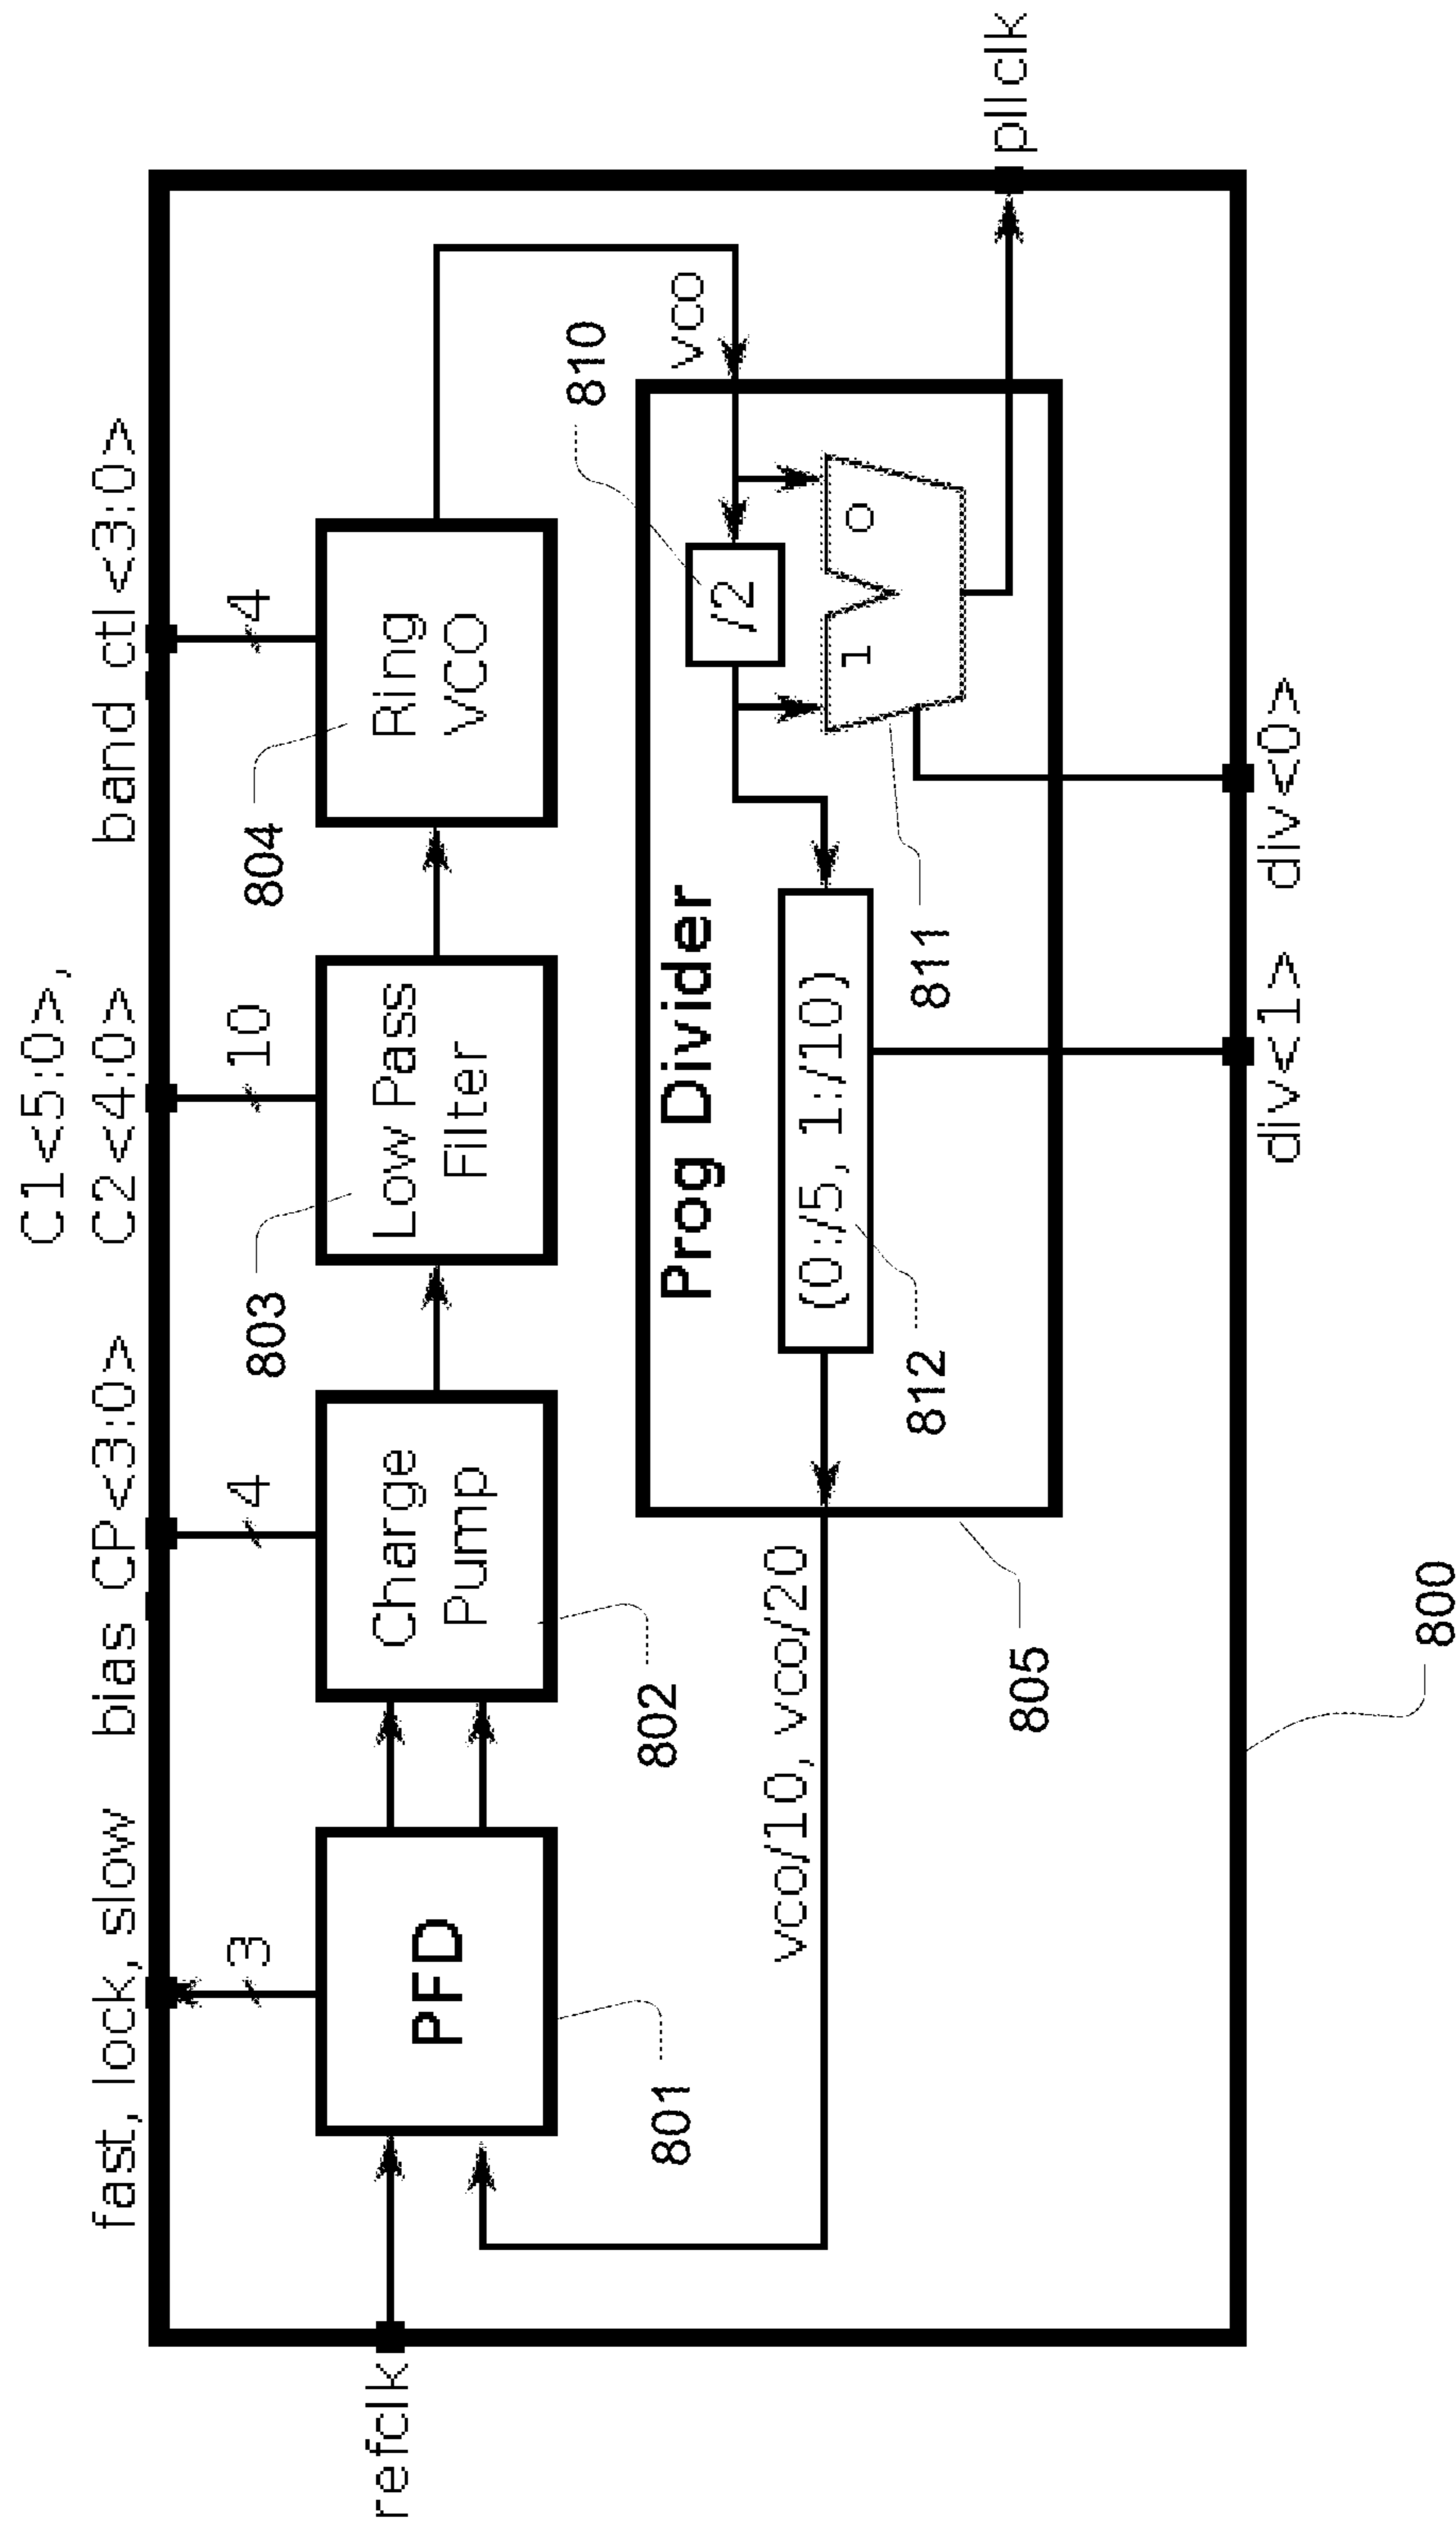 C1<5:0>,
fast, lock, slow
bias CP<3:0>
C2<4:0>
band ctl<3:0>
3
4
10
4
803
804
refclk
PFD
Charge
Pump
Low Pass
Filter
Ring
VCO
801
802
810
vco
Prog Divider
/2
vco/10, vco/20
(0:/5, 1:/10)
1
0
812
811
805
pllclk
div<1>
div<0>
800